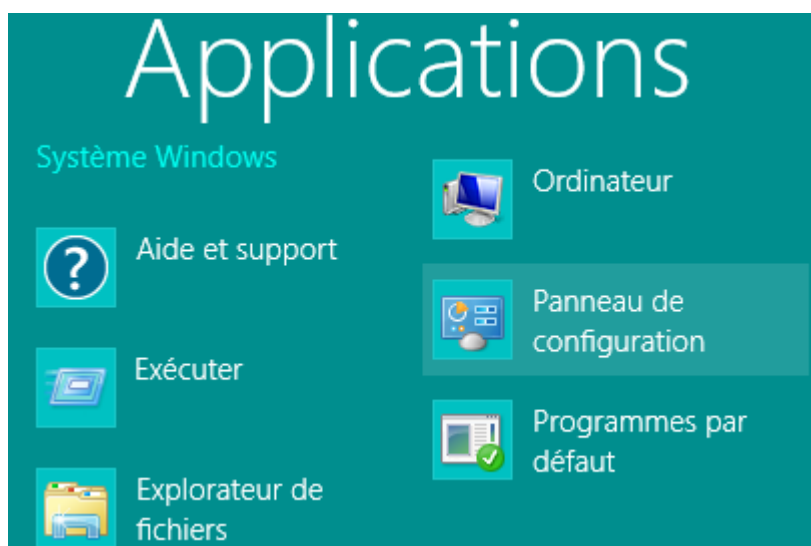 Applications
Système Windows
Aide et support
Exécuter
Explorateur de
fichiers
Ordinateur
Panneau de
configuration
Programmes par
défaut